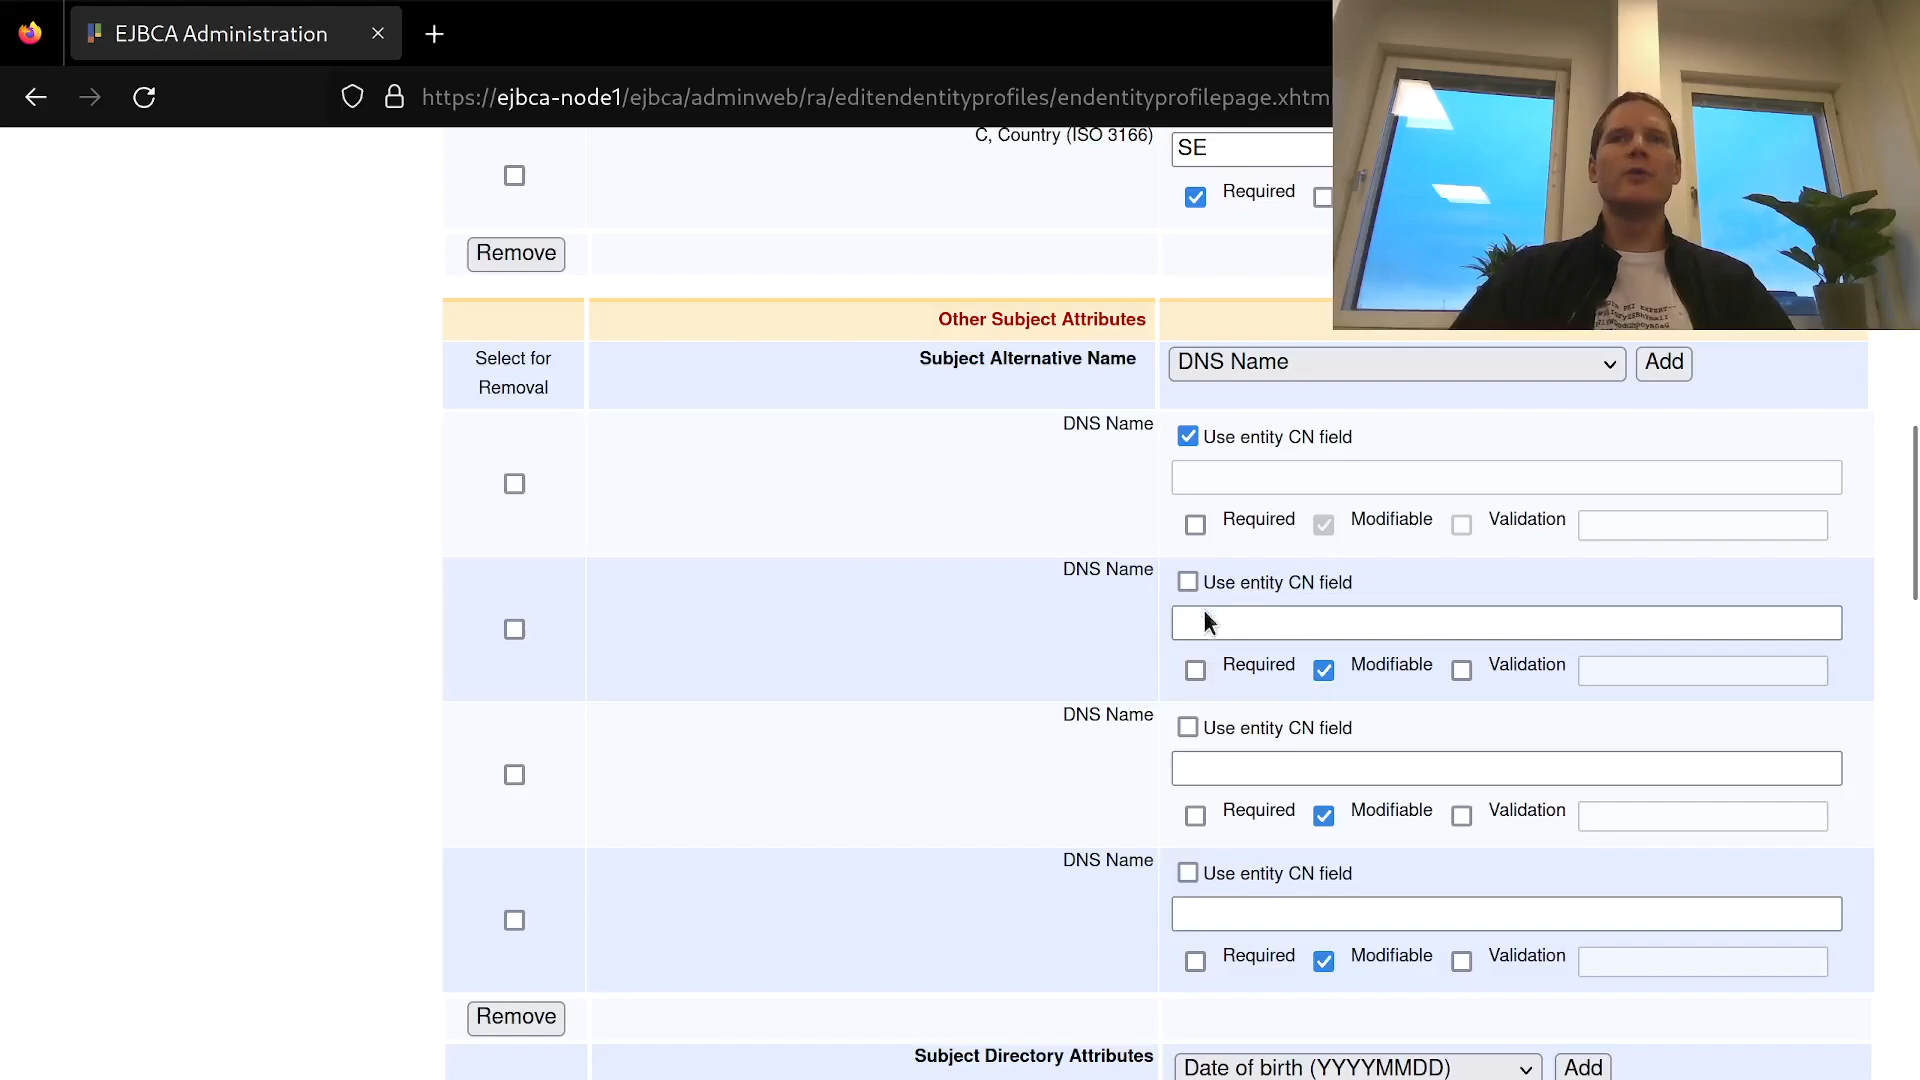 EJBCA Administration
https://ejbca-node1/ejbca/adminweb/ra/editendentityprofiles/endentityprofilepage.xhtm
C, Country (ISO 3166)
SE
Required
Remove
Other Subject Attributes
Select for
Removal
Subject Alternative Name
DNS Name
Add
DNS Name
Use entity CN field
Required
Modifiable
Validation
DNS Name
Use entity CN field
Required
Modifiable
Validation
DNS Name
Use entity CN field
Required
Modifiable
Validation
DNS Name
Use entity CN field
Required
Modifiable
Validation
Remove
Subject Directory Attributes
Date of birth (YYYYMMDD)
Add